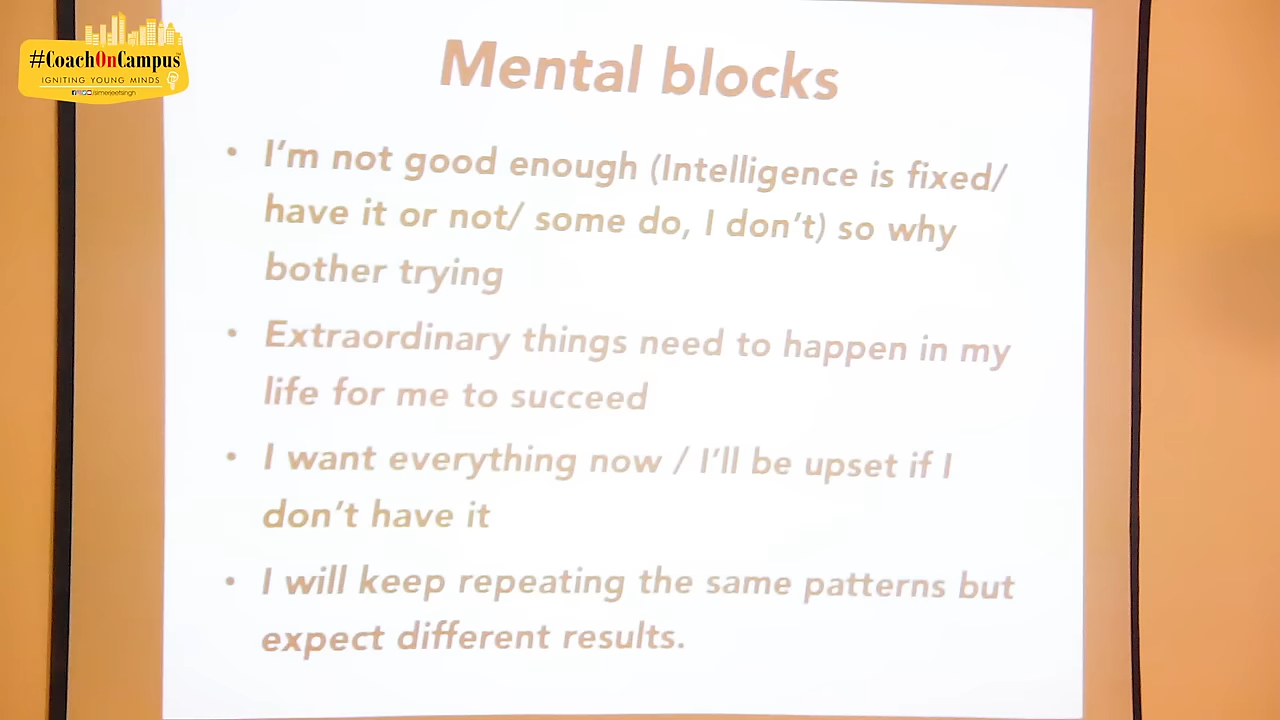 #CoachOnCampus
IGNITING YOUNG MINDS
/simerjeetsingh
Mental blocks
• I'm not good enough (Intelligence is fixed/
have it or not/ some do, I don't) so why
bother trying
• Extraordinary things need to happen in my
life for me to succeed
• I want everything now / I'll be upset if I
don't have it
• I will keep repeating the same patterns but
expect different results.